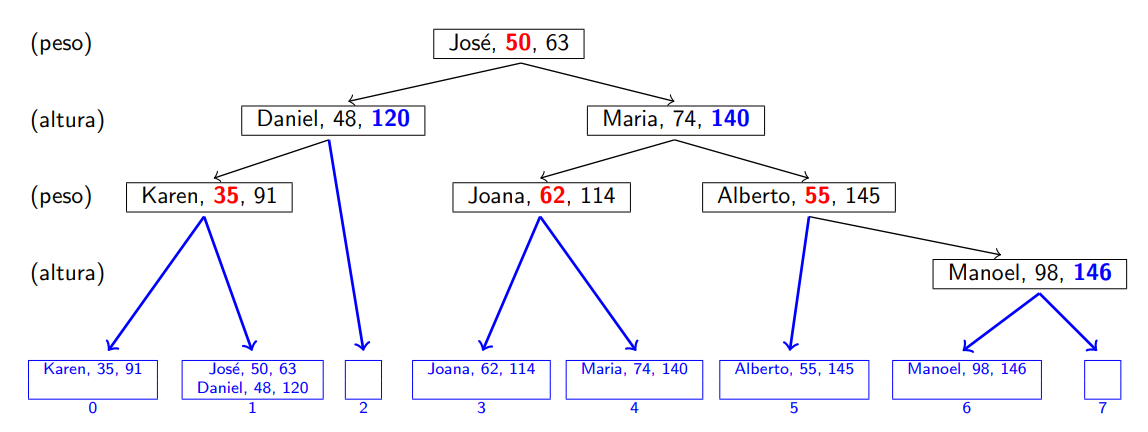 (peso) José, 50, 63
(altura) Daniel, 48, 120 Maria, 74, 140
(peso) Karen, 35, 91 Joana, 62, 114 Alberto, 55, 145
(altura) Manoel, 98, 146
Karen, 35, 91
José, 50, 63
Daniel, 48, 120
Joana, 62, 114
Maria, 74, 140
Alberto, 55, 145
Manoel, 98, 146
0 1 2 3 4 5 6 7